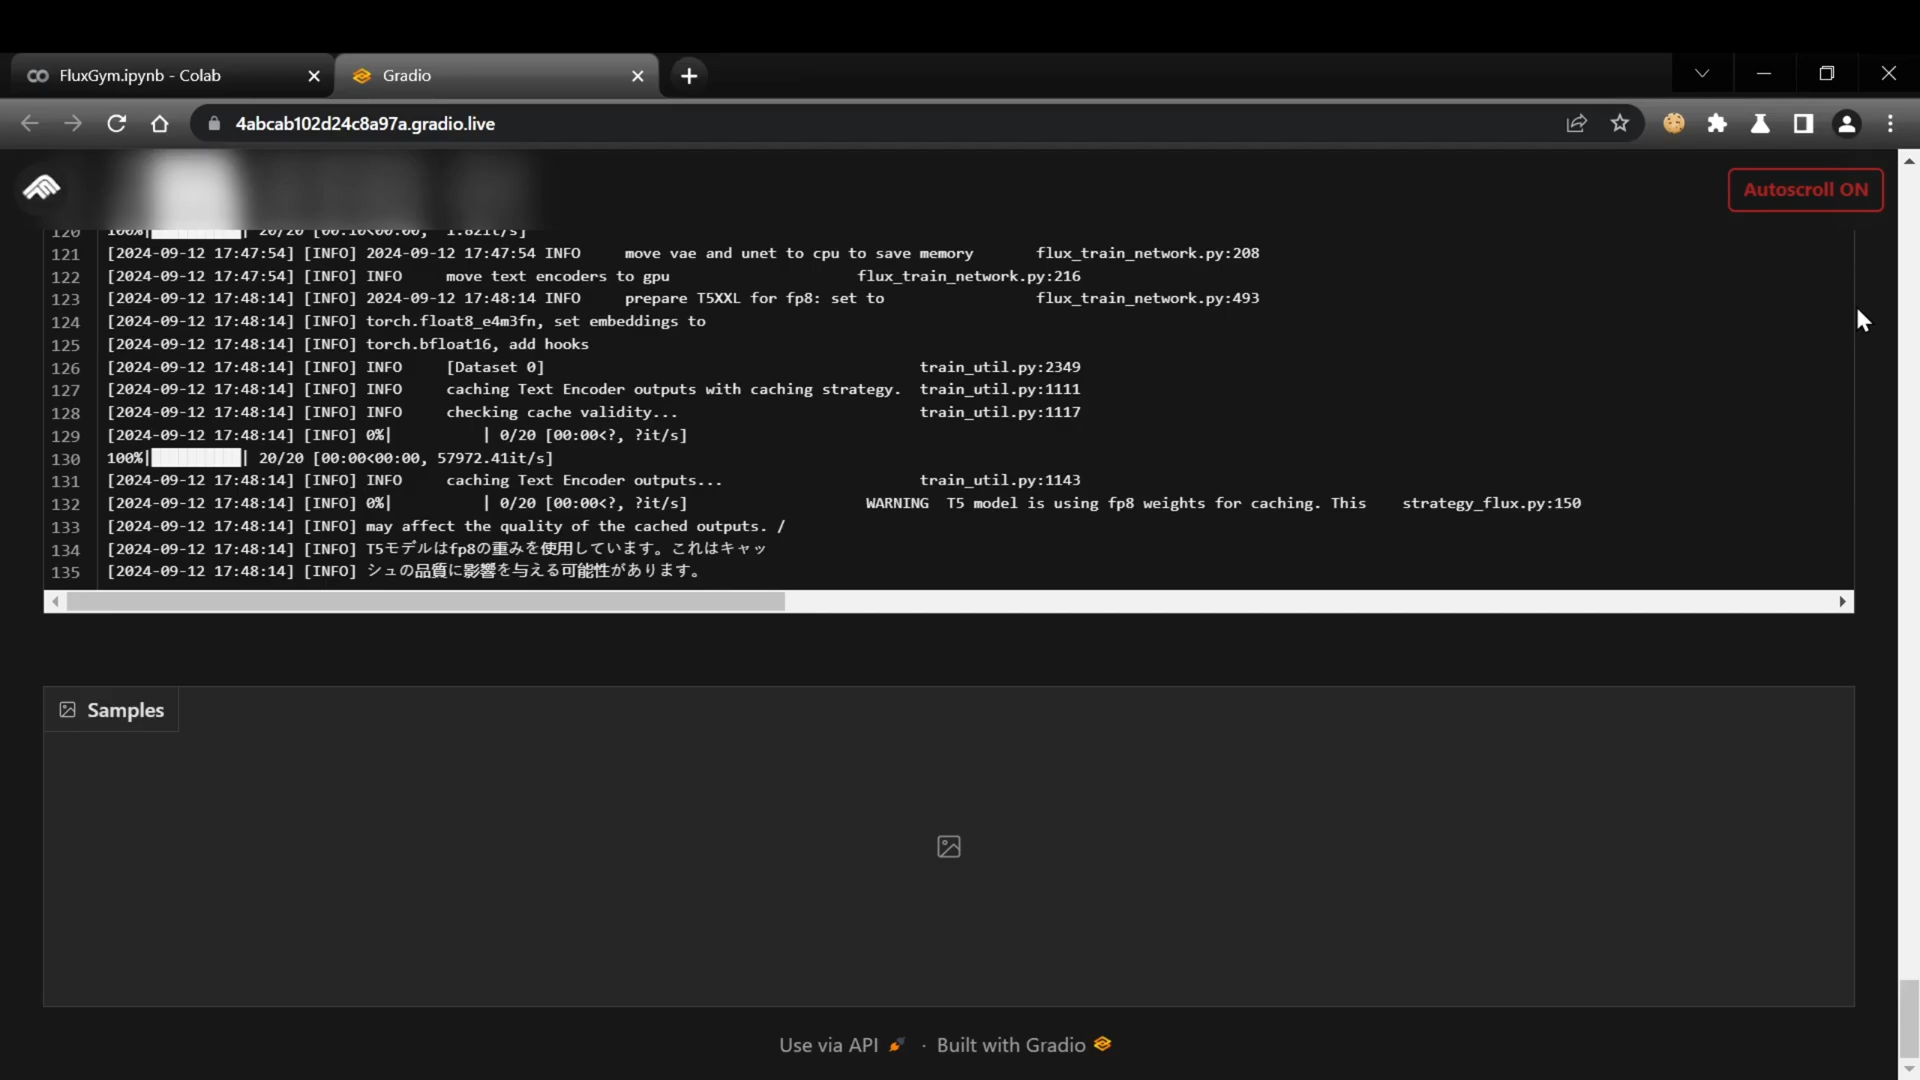 FluxGym.ipynb - Colab
Gradio
4abcab102d24c8a97a.gradio.live
Autoscroll ON
120 100%|██████████| 20/20 [00:10<00:00, 1.82it/s]
121 [2024-09-12 17:47:54] [INFO] 2024-09-12 17:47:54 INFO move vae and unet to cpu to save memory flux_train_network.py:208
122 [2024-09-12 17:47:54] [INFO] INFO move text encoders to gpu flux_train_network.py:216
123 [2024-09-12 17:48:14] [INFO] 2024-09-12 17:48:14 INFO prepare T5XXL for fp8: set to flux_train_network.py:493
124 [2024-09-12 17:48:14] [INFO] torch.float8_e4m3fn, set embeddings to
125 [2024-09-12 17:48:14] [INFO] torch.bfloat16, add hooks
126 [2024-09-12 17:48:14] [INFO] INFO [Dataset 0] train_util.py:2349
127 [2024-09-12 17:48:14] [INFO] INFO caching Text Encoder outputs with caching strategy. train_util.py:1111
128 [2024-09-12 17:48:14] [INFO] INFO checking cache validity... train_util.py:1117
129 [2024-09-12 17:48:14] [INFO] 0%| | 0/20 [00:00<?, ?it/s]
130 100%|██████████| 20/20 [00:00<00:00, 57972.41it/s]
131 [2024-09-12 17:48:14] [INFO] INFO caching Text Encoder outputs... train_util.py:1143
132 [2024-09-12 17:48:14] [INFO] 0%| | 0/20 [00:00<?, ?it/s] WARNING T5 model is using fp8 weights for caching. This strategy_flux.py:150
133 [2024-09-12 17:48:14] [INFO] may affect the quality of the cached outputs. /
134 [2024-09-12 17:48:14] [INFO] T5モデルはfp8の重みを使用しています。これはキャッ
135 [2024-09-12 17:48:14] [INFO] シュの品質に影響を与える可能性があります。
Samples
Use via API · Built with Gradio